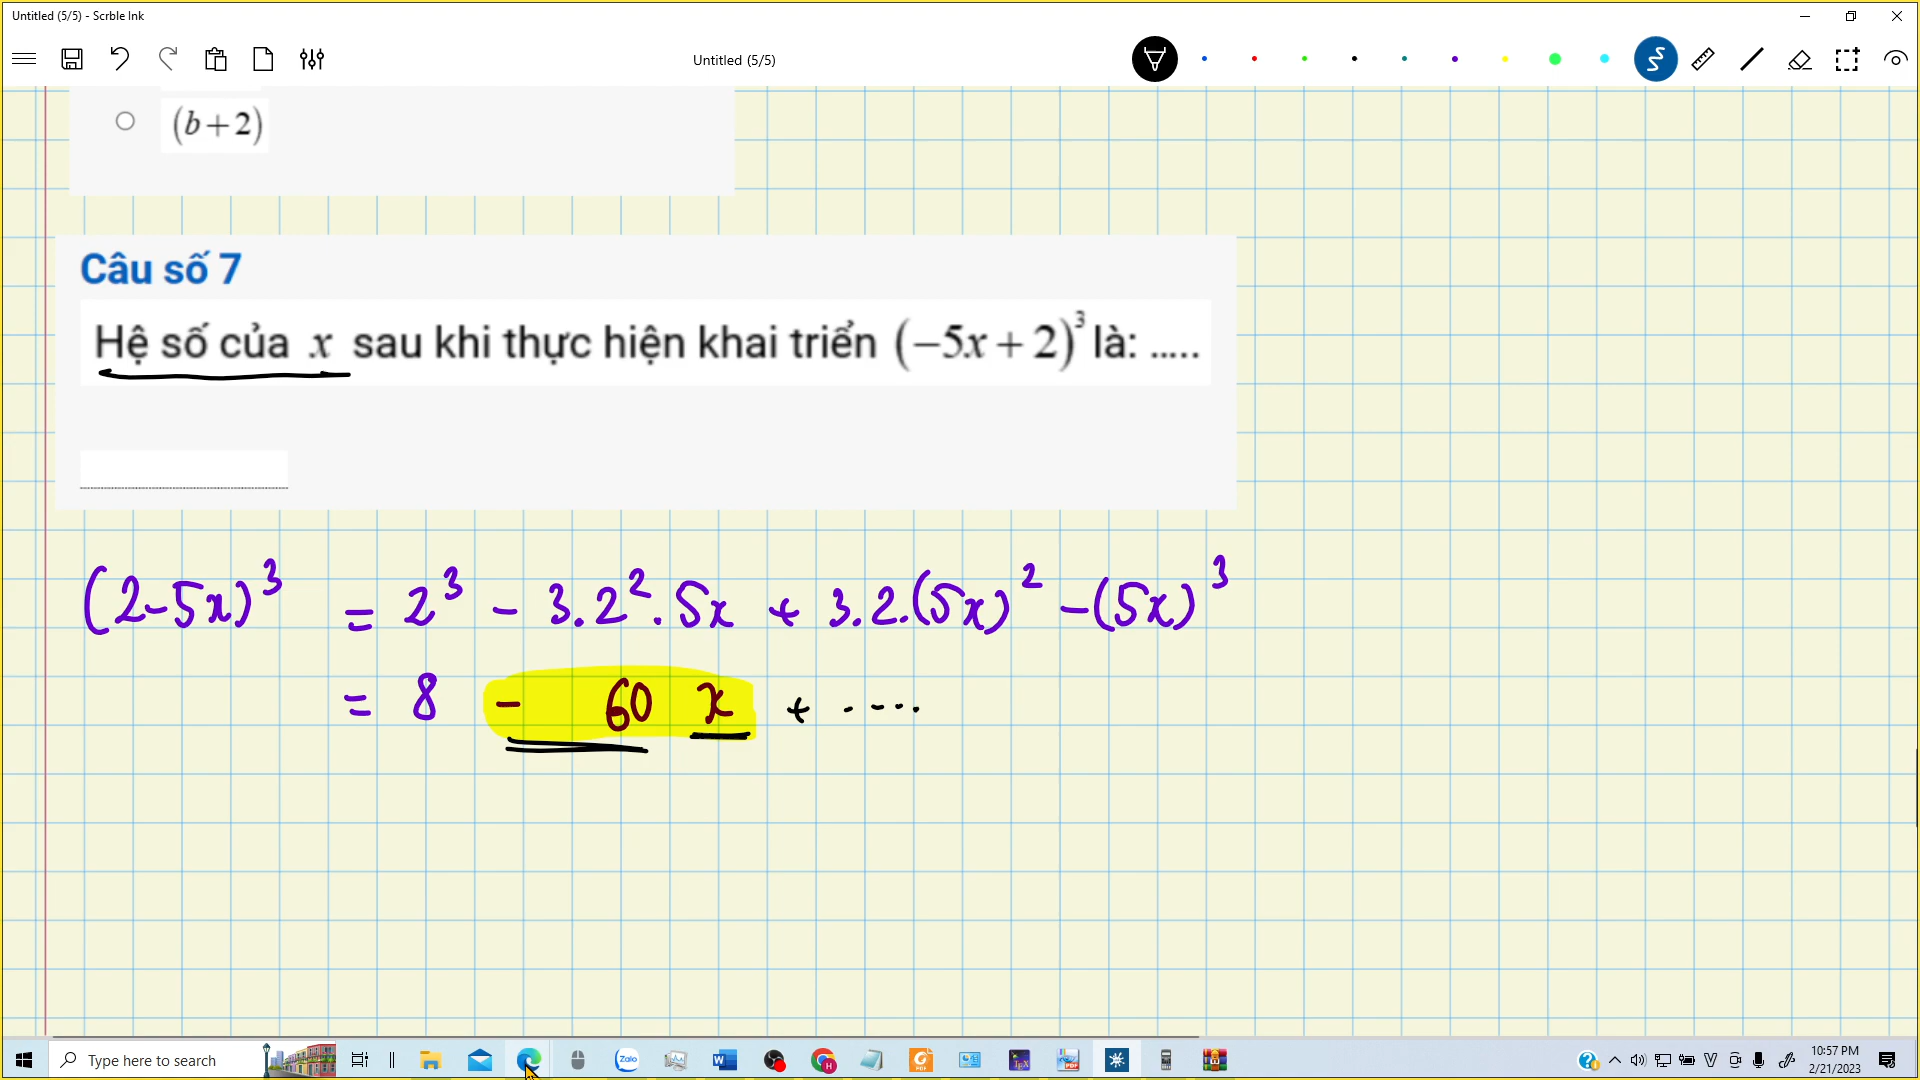 Untitled (5/5) - Scrble Ink
Untitled (5/5)
(b+2)
Câu số 7
Hệ số của x sau khi thực hiện khai triển (−5x+2)³ là: .....
(2-5x)³ = 2³ - 3.2².5x + 3.2.(5x)² -(5x)³
= 8 - 60 x + .....
Type here to search
Zalo
10:57 PM
2/21/2023